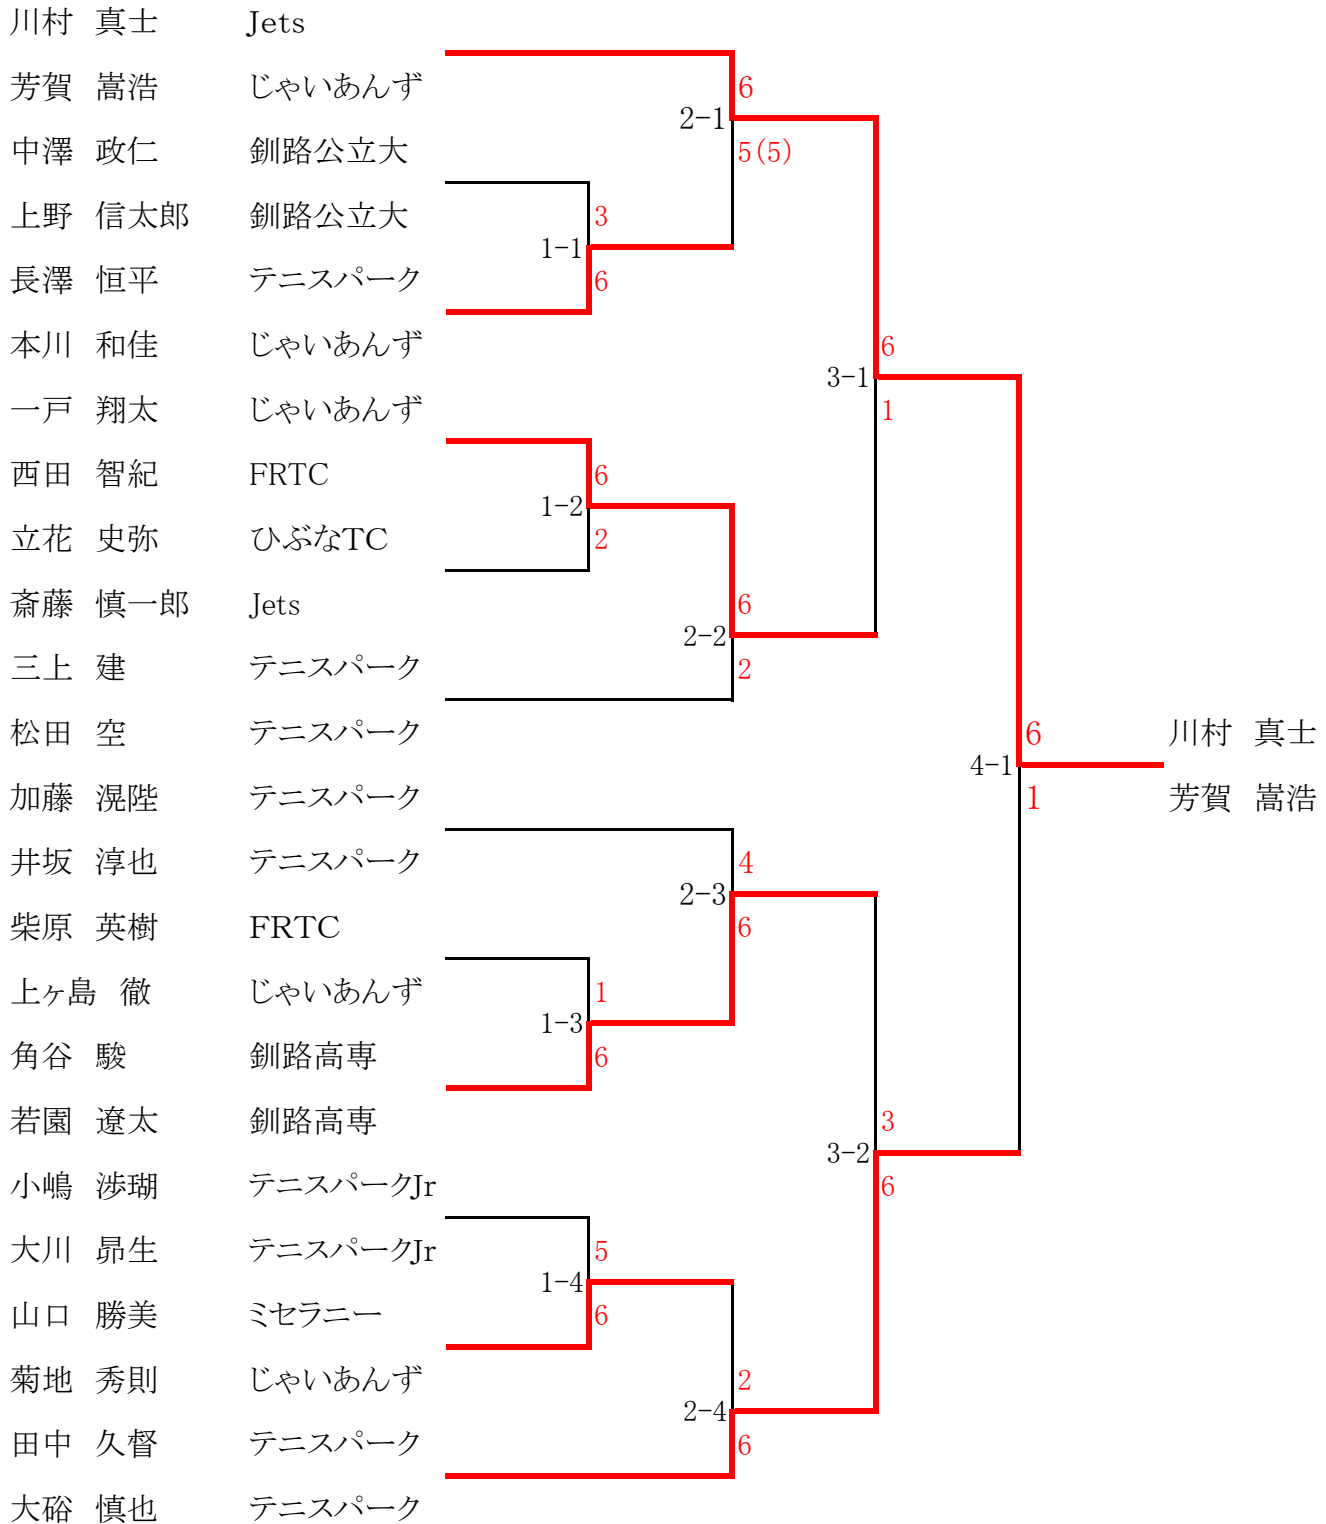 川村 真士 Jets
芳賀 嵩浩 じゃいあんず 6
2-1
中澤 政仁 釧路公立大 5(5)
上野 信太郎 釧路公立大 3
1-1
長澤 恒平 テニスパーク 6
本川 和佳 じゃいあんず 6
3-1
一戸 翔太 じゃいあんず 1
西田 智紀 FRTC 6
1-2
立花 史弥 ひぶなTC 2
斎藤 慎一郎 Jets 6
2-2
三上 建 テニスパーク 2
松田 空 テニスパーク 6 川村 真士
4-1
加藤 滉陛 テニスパーク 1 芳賀 嵩浩
井坂 淳也 テニスパーク 4
2-3
柴原 英樹 FRTC 6
上ヶ島 徹 じゃいあんず 1
1-3
角谷 駿 釧路高専 6
若園 遼太 釧路高専 3
3-2
小嶋 渉瑚 テニスパークJr 6
大川 昴生 テニスパークJr 5
1-4
山口 勝美 ミセラニー 6
菊地 秀則 じゃいあんず 2
2-4
田中 久督 テニスパーク 6
大硲 慎也 テニスパーク